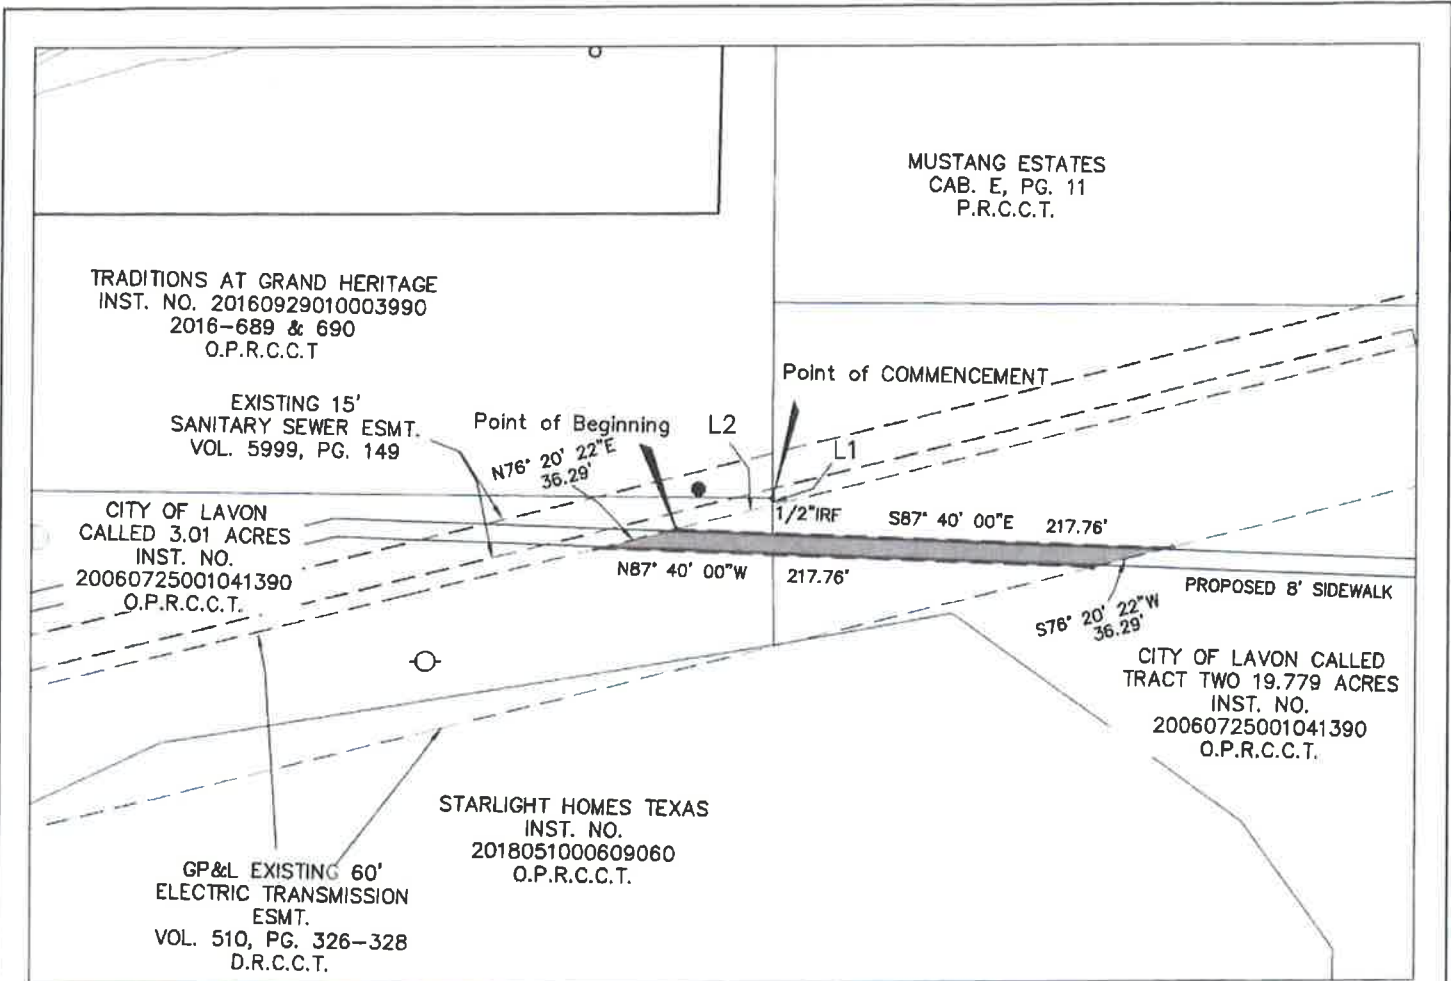 MUSTANG ESTATES
CAB. E, PG. 11
P.R.C.C.T.
TRADITIONS AT GRAND HERITAGE
INST. NO. 20160929010003990
2016-689 & 690
O.P.R.C.C.T
EXISTING 15'
SANITARY SEWER ESMT.
VOL. 5999, PG. 149
Point of Beginning
N76° 20' 22"E
36.29'
L2
Point of COMMENCEMENT
L1
1/2"IRF
S87° 40' 00"E 217.76'
CITY OF LAVON
CALLED 3.01 ACRES
INST. NO.
20060725001041390
O.P.R.C.C.T.
N87° 40' 00"W 217.76'
PROPOSED 8' SIDEWALK
S76° 20' 22"W
36.29'
CITY OF LAVON CALLED
TRACT TWO 19.779 ACRES
INST. NO.
20060725001041390
O.P.R.C.C.T.
STARLIGHT HOMES TEXAS
INST. NO.
20180510000609060
O.P.R.C.C.T.
GP&L EXISTING 60'
ELECTRIC TRANSMISSION
ESMT.
VOL. 510, PG. 326-328
D.R.C.C.T.